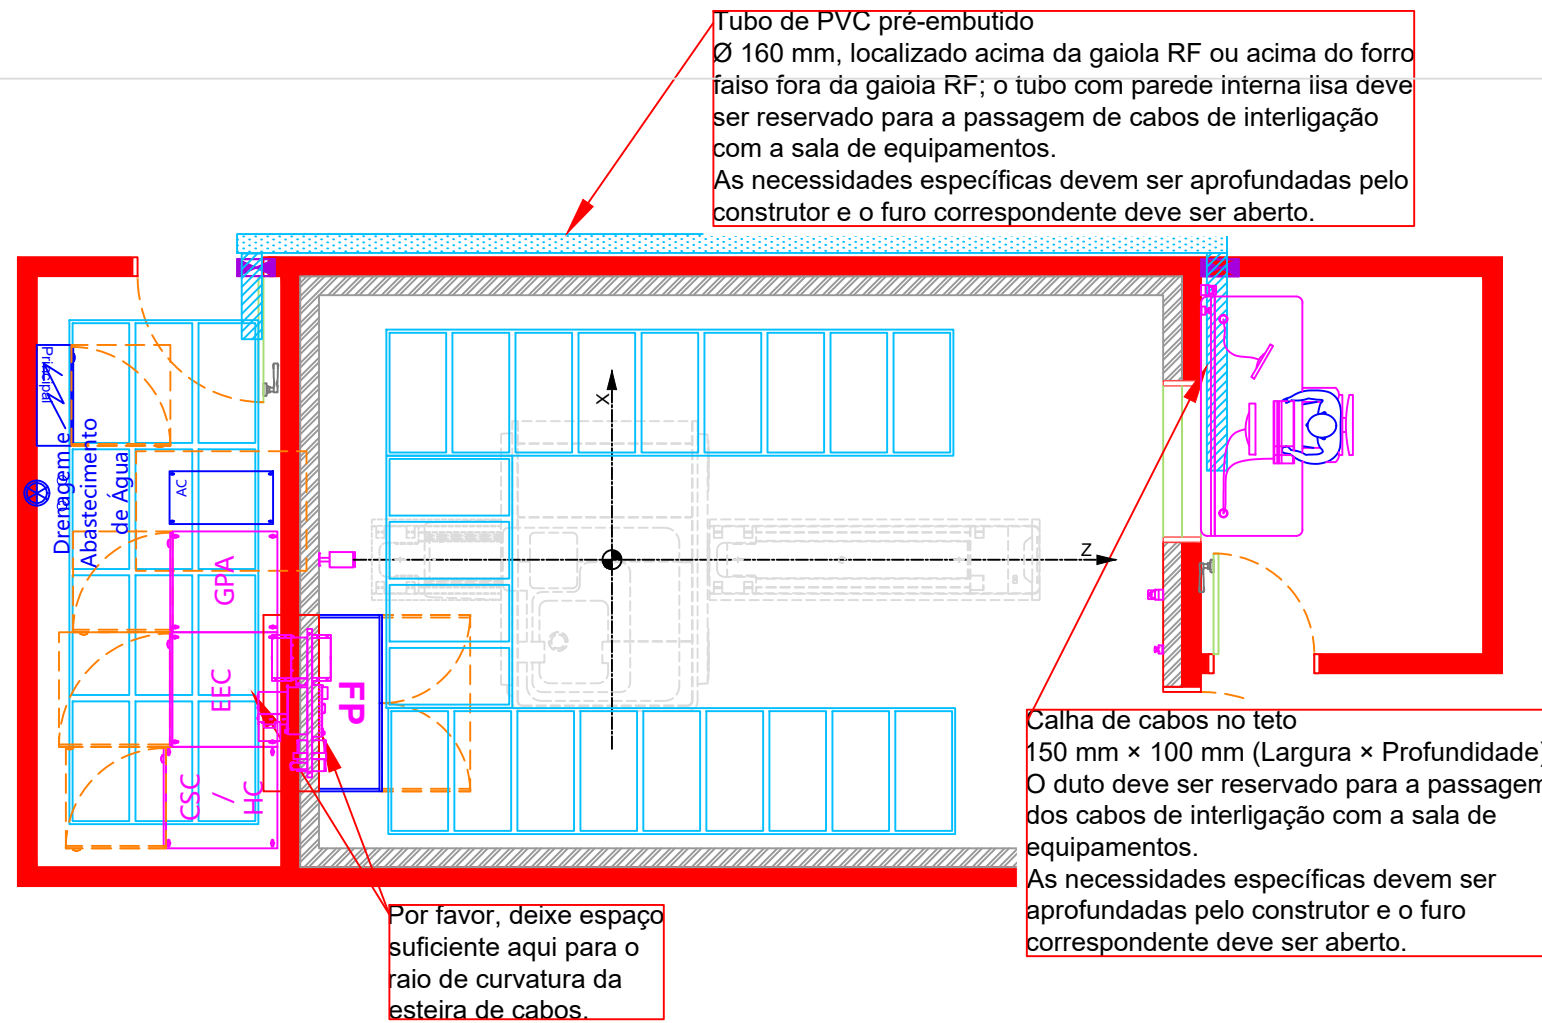 Tubo de PVC pré-embutido
Ø 160 mm, localizado acima da gaiola RF ou acima do forro
falso fora da gaiola RF; o tubo com parede interna lisa deve
ser reservado para a passagem de cabos de interligação
com a sala de equipamentos.
As necessidades específicas devem ser aprofundadas pelo
construtor e o furo correspondente deve ser aberto.
Principal
Drenagem e
Abastecimento
de Água
AC
GPA
EEC
CSC
/
HC
FP
X
Z
Calha de cabos no teto
150 mm × 100 mm (Largura × Profundidade)
O duto deve ser reservado para a passagem
dos cabos de interligação com a sala de
equipamentos.
As necessidades específicas devem ser
aprofundadas pelo construtor e o furo
correspondente deve ser aberto.
Por favor, deixe espaço
suficiente aqui para o
raio de curvatura da
esteira de cabos.